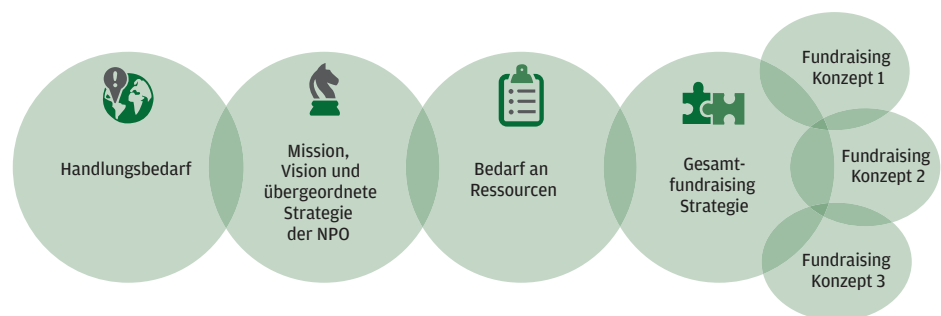 Handlungsbedarf
Mission,
Vision und
übergeordnete
Strategie
der NPO
Bedarf an
Ressourcen
Gesamt-
fundraising
Strategie
Fundraising
Konzept 1
Fundraising
Konzept 2
Fundraising
Konzept 3